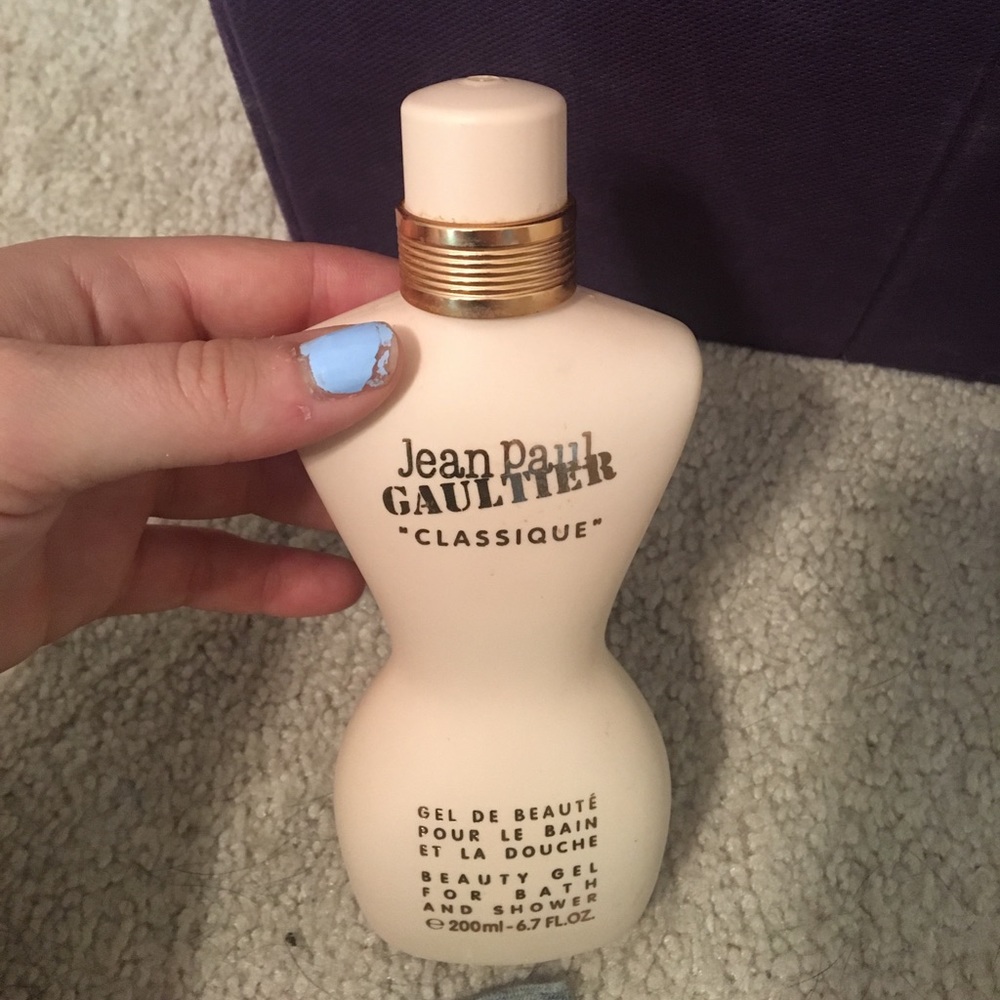 Jean Paul
GAULTIER
"CLASSIQUE"
GEL DE BEAUTÉ
POUR LE BAIN
ET LA DOUCHE
BEAUTY GEL
FOR BATH
AND SHOWER
℮ 200ml - 6.7 FL.OZ.